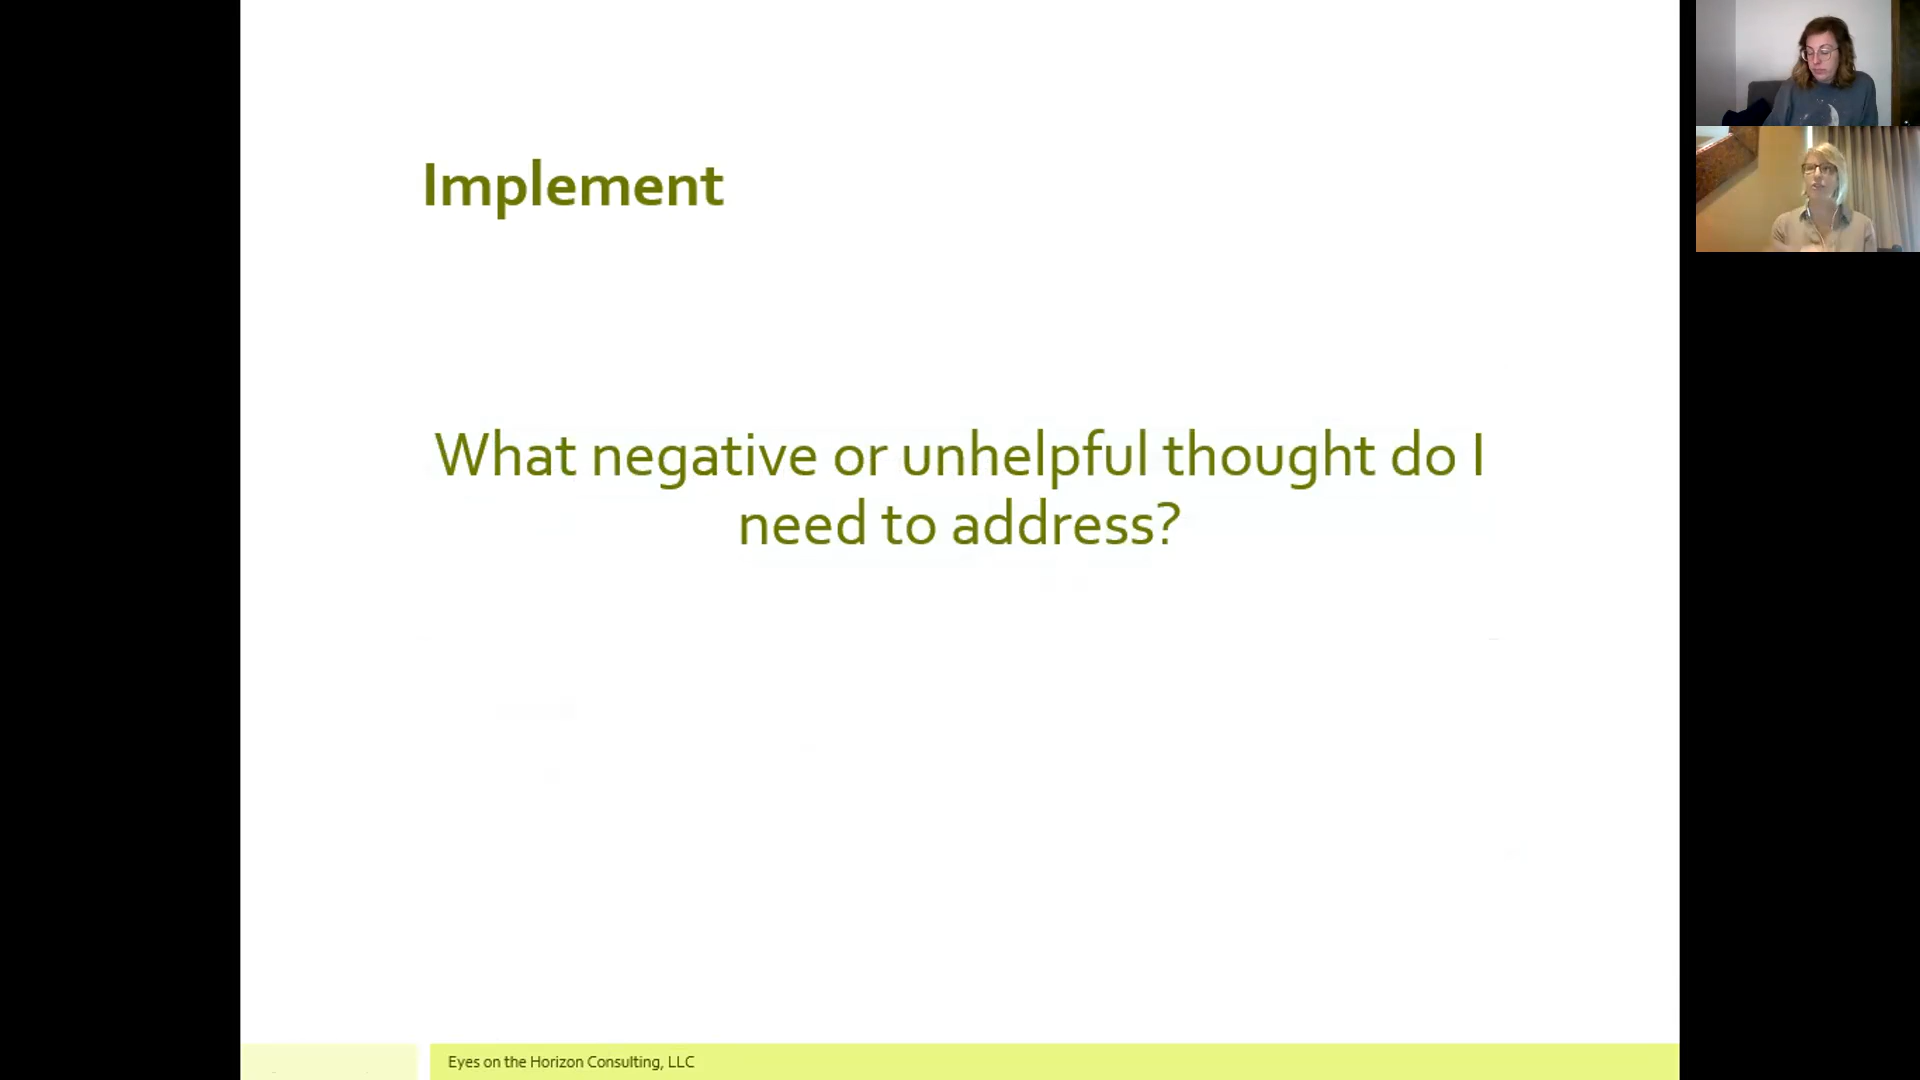 Implement
What negative or unhelpful thought do I
need to address?
Eyes on the Horizon Consulting, LLC